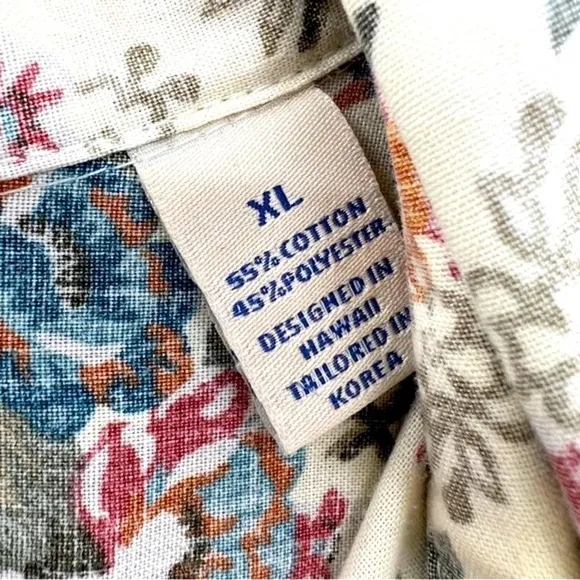 XL
55% COTTON
45% POLYESTER
DESIGNED IN
HAWAII
TAILORED IN
KOREA